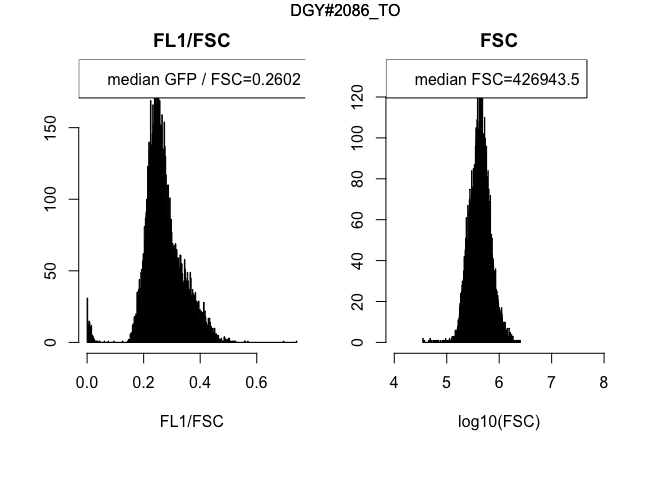 DGY#2086_TO
FL1/FSC
median GFP / FSC=0.2602
0
50
100
150
0.0 0.2 0.4 0.6
FL1/FSC
FSC
median FSC=426943.5
0
20
40
60
80
100
120
4 5 6 7 8
log10(FSC)